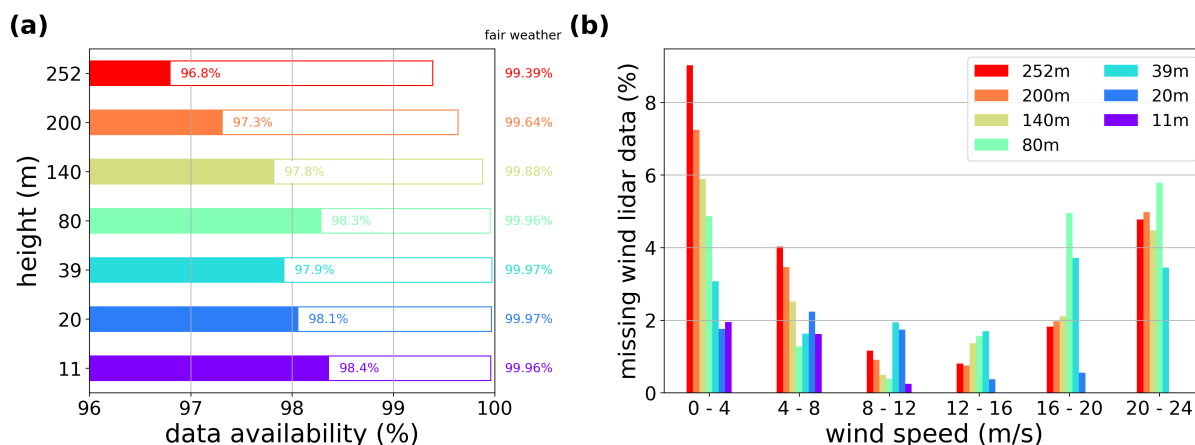 (a)
fair weather
252
96.8%
99.39%
200
97.3%
99.64%
140
97.8%
99.88%
80
98.3%
99.96%
39
97.9%
99.97%
20
98.1%
99.97%
11
98.4%
99.96%
height (m)
96 97 98 99 100
data availability (%)
(b)
252m 39m
200m 20m
140m 11m
80m
8
6
4
2
0
missing wind lidar data (%)
0 - 4 4 - 8 8 - 12 12 - 16 16 - 20 20 - 24
wind speed (m/s)